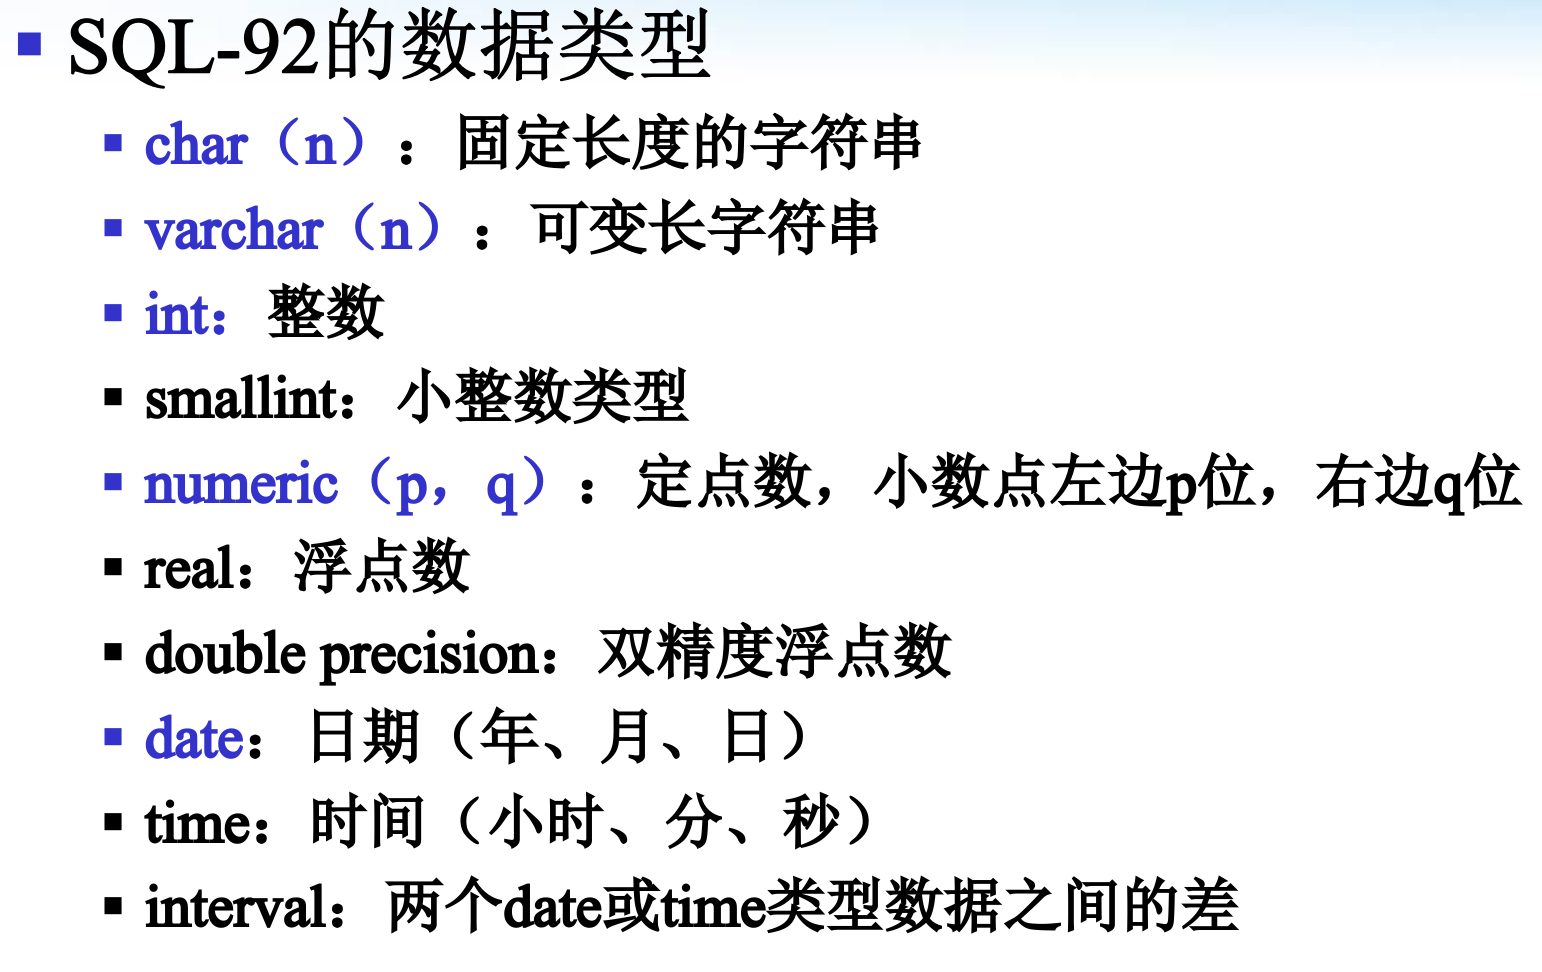 SQL-92的数据类型
char（n）：固定长度的字符串
varchar（n）：可变长字符串
int：整数
smallint：小整数类型
numeric（p，q）：定点数，小数点左边p位，右边q位
real：浮点数
double precision：双精度浮点数
date：日期（年、月、日）
time：时间（小时、分、秒）
interval：两个date或time类型数据之间的差